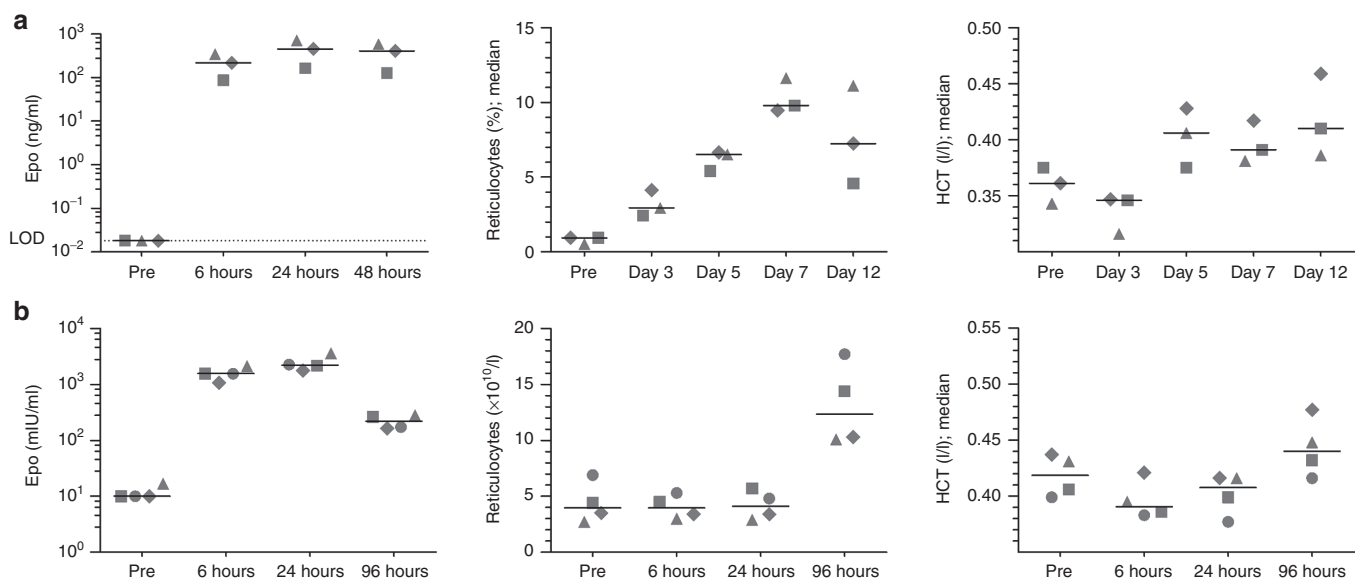 a
Epo (ng/ml)
10³
10²
10¹
10⁰
10⁻¹
10⁻²
LOD
Pre 6 hours 24 hours 48 hours
Reticulocytes (%); median
15
10
5
0
Pre Day 3 Day 5 Day 7 Day 12
HCT (l/l); median
0.50
0.45
0.40
0.35
Pre Day 3 Day 5 Day 7 Day 12
b
Epo (mIU/ml)
10⁴
10³
10²
10¹
10⁰
Pre 6 hours 24 hours 96 hours
Reticulocytes (×10¹⁰/l)
20
15
10
5
0
Pre 6 hours 24 hours 96 hours
HCT (l/l); median
0.55
0.50
0.45
0.40
Pre 6 hours 24 hours 96 hours